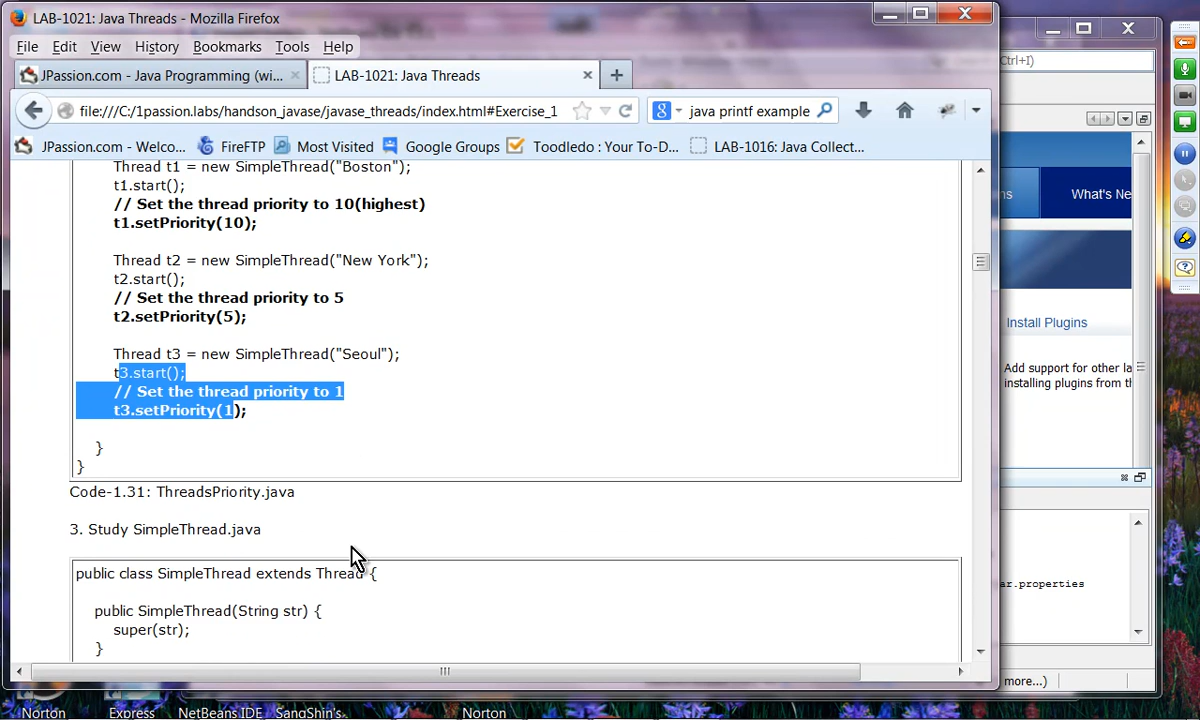 LAB-1021: Java Threads - Mozilla Firefox
File Edit View History Bookmarks Tools Help
JPassion.com - Java Programming (wi...
LAB-1021: Java Threads
file:///C:/1passion.labs/handson_javase/javase_threads/index.html#Exercise_1
java printf example
JPassion.com - Welco...
FireFTP
Most Visited
Google Groups
Toodledo : Your To-D...
LAB-1016: Java Collect...
Thread t1 = new SimpleThread("Boston");
t1.start();
// Set the thread priority to 10(highest)
t1.setPriority(10);
Thread t2 = new SimpleThread("New York");
t2.start();
// Set the thread priority to 5
t2.setPriority(5);
Thread t3 = new SimpleThread("Seoul");
t3.start();
// Set the thread priority to 1
t3.setPriority(1);
}
}
Code-1.31: ThreadsPriority.java
3. Study SimpleThread.java
public class SimpleThread extends Thread {
public SimpleThread(String str) {
super(str);
}
Ctrl+I)
What's Ne
Install Plugins
Add support for other la
installing plugins from th
ar.properties
more...)
Norton
Express
NetBeans IDE
SangShin's
Norton